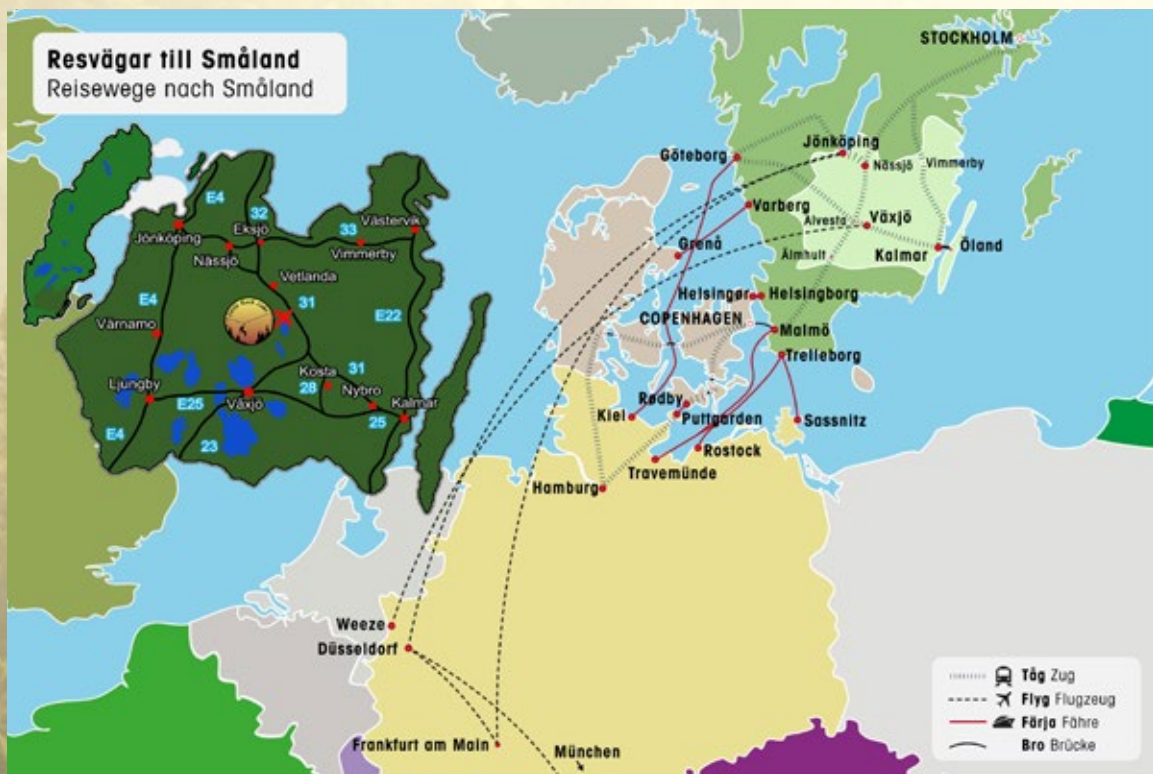 Resvägar till Småland
Reisewege nach Småland
STOCKHOLM
Jönköping
Göteborg
Nässjö
Vimmerby
Varberg
Alvesta
Växjö
Grenå
Kalmar
Öland
Älmhult
Helsingør
Helsingborg
COPENHAGEN
Malmö
Trelleborg
Rødby
Kiel
Puttgarden
Sassnitz
Rostock
Travemünde
Hamburg
Weeze
Düsseldorf
Frankfurt am Main
München
E4
32
Västervik
Jönköping
Eksjö
33
Nässjö
Vimmerby
Vetlanda
E4
31
E22
Värnamo
Kosta
31
Ljungby
28
Nybro
E25
Växjö
Kalmar
E4
23
25
Tåg Zug
Flyg Flugzeug
Färja Fähre
Bro Brücke